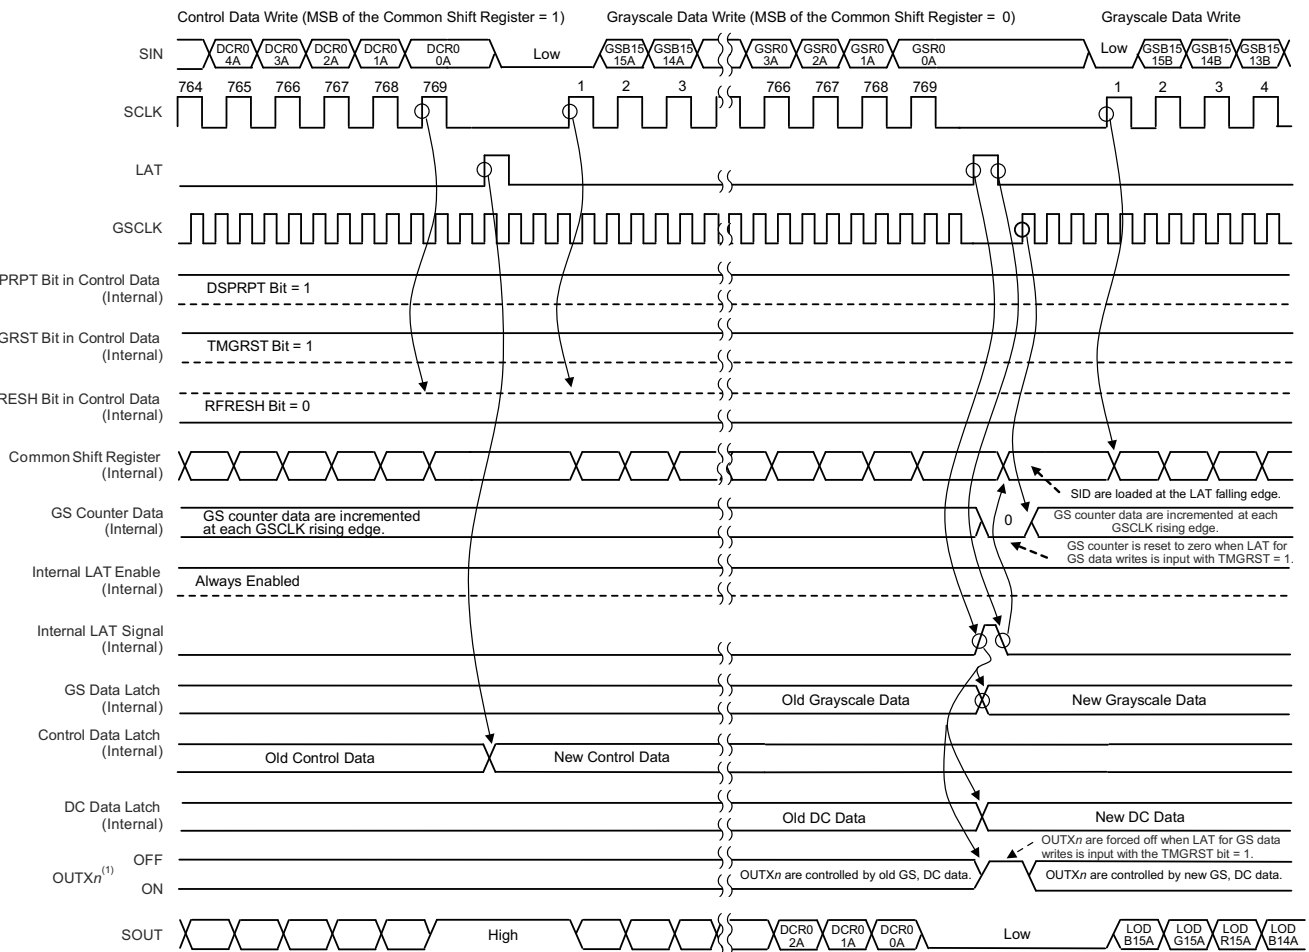 Control Data Write (MSB of the Common Shift Register = 1)
Grayscale Data Write (MSB of the Common Shift Register = 0)
Grayscale Data Write
SIN
DCR0 4A
DCR0 3A
DCR0 2A
DCR0 1A
DCR0 0A
Low
GSB15 15A
GSB15 14A
GSR0 3A
GSR0 2A
GSR0 1A
GSR0 0A
Low
GSB15 15B
GSB15 14B
GSB15 13B
SCLK
764
765
766
767
768
769
1
2
3
766
767
768
769
1
2
3
4
LAT
GSCLK
PRPT Bit in Control Data
(Internal)
DSPRPT Bit = 1
GRST Bit in Control Data
(Internal)
TMGRST Bit = 1
RESH Bit in Control Data
(Internal)
RFRESH Bit = 0
Common Shift Register
(Internal)
SID are loaded at the LAT falling edge.
GS Counter Data
(Internal)
GS counter data are incremented
at each GSCLK rising edge.
0
GS counter data are incremented at each
GSCLK rising edge.
GS counter is reset to zero when LAT for
GS data writes is input with TMGRST = 1.
Internal LAT Enable
(Internal)
Always Enabled
Internal LAT Signal
(Internal)
GS Data Latch
(Internal)
Old Grayscale Data
New Grayscale Data
Control Data Latch
(Internal)
Old Control Data
New Control Data
DC Data Latch
(Internal)
Old DC Data
New DC Data
OUTXn are forced off when LAT for GS data
writes is input with the TMGRST bit = 1.
OUTXn(1)
OFF
ON
OUTXn are controlled by old GS, DC data.
OUTXn are controlled by new GS, DC data.
SOUT
High
DCR0 2A
DCR0 1A
DCR0 0A
Low
LOD B15A
LOD G15A
LOD R15A
LOD B14A